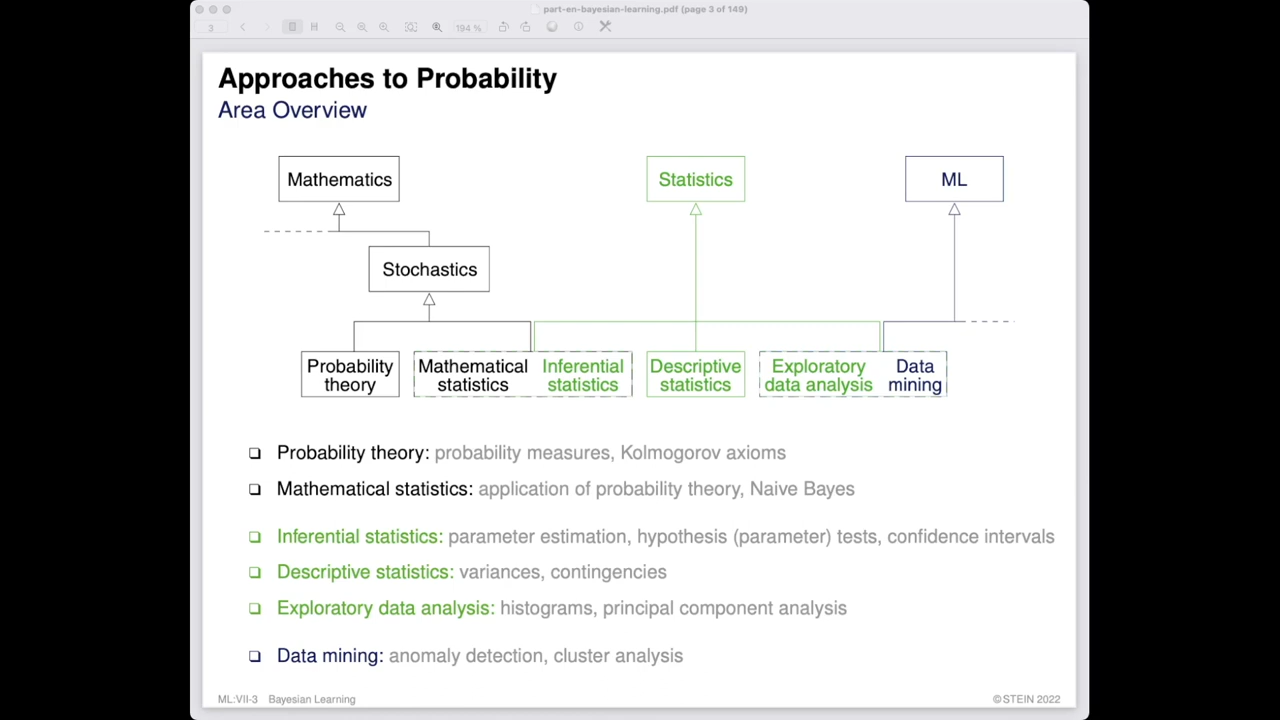 part-en-bayesian-learning.pdf (page 3 of 149)
3
194 %
Approaches to Probability
Area Overview
Mathematics
Statistics
ML
Stochastics
Probability theory
Mathematical statistics
Inferential statistics
Descriptive statistics
Exploratory data analysis
Data mining
❑ Probability theory: probability measures, Kolmogorov axioms
❑ Mathematical statistics: application of probability theory, Naive Bayes
❑ Inferential statistics: parameter estimation, hypothesis (parameter) tests, confidence intervals
❑ Descriptive statistics: variances, contingencies
❑ Exploratory data analysis: histograms, principal component analysis
❑ Data mining: anomaly detection, cluster analysis
ML:VII-3 Bayesian Learning
©STEIN 2022